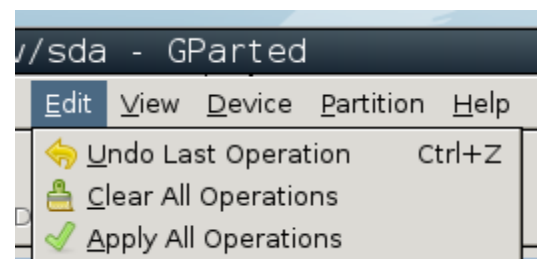 /sda - GParted
Edit View Device Partition Help
Undo Last Operation Ctrl+Z
Clear All Operations
D
Apply All Operations